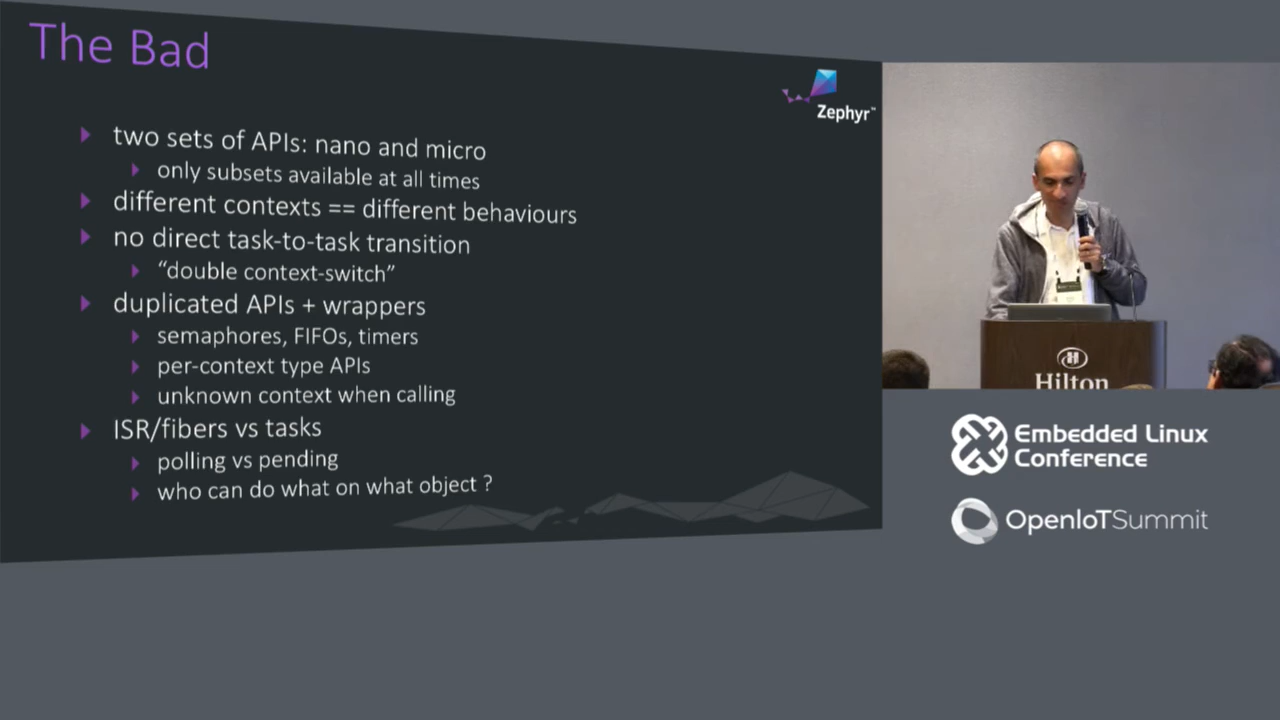 The Bad
Zephyr™
two sets of APIs: nano and micro
only subsets available at all times
different contexts == different behaviours
no direct task-to-task transition
“double context-switch”
duplicated APIs + wrappers
semaphores, FIFOs, timers
per-context type APIs
unknown context when calling
ISR/fibers vs tasks
polling vs pending
who can do what on what object ?
Hilton
Embedded Linux
Conference
OpenIoTSummit